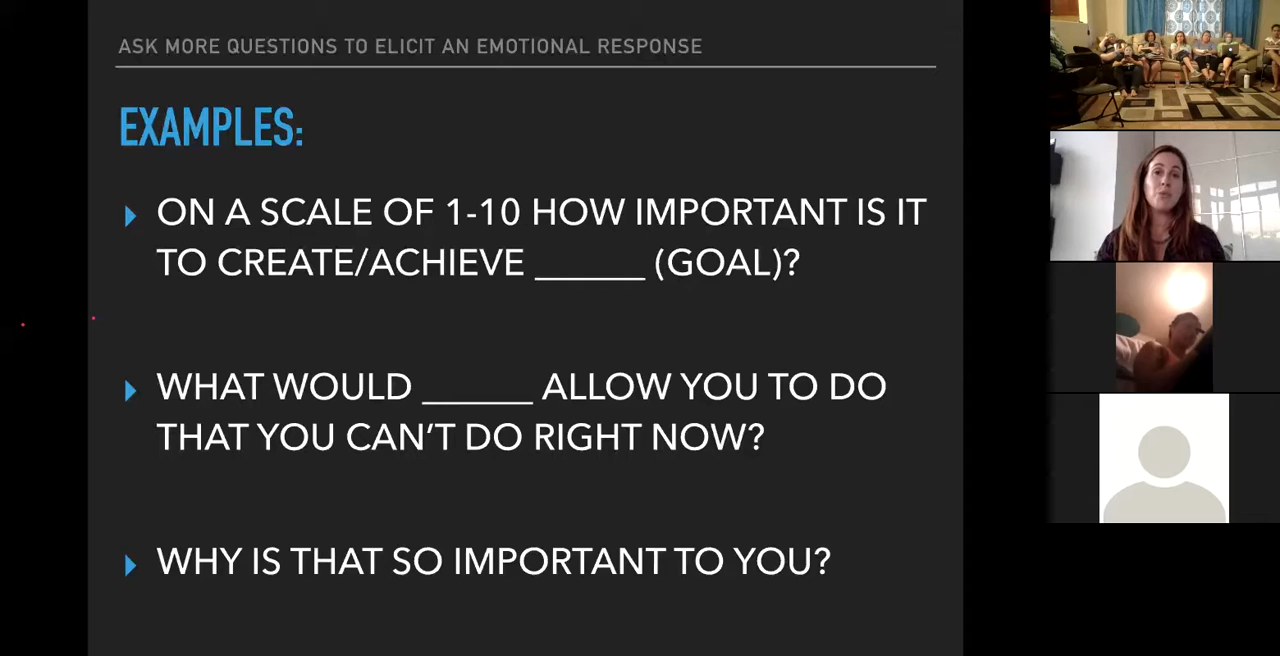 ASK MORE QUESTIONS TO ELICIT AN EMOTIONAL RESPONSE
EXAMPLES:
ON A SCALE OF 1-10 HOW IMPORTANT IS IT
TO CREATE/ACHIEVE ______ (GOAL)?
WHAT WOULD ______ ALLOW YOU TO DO
THAT YOU CAN’T DO RIGHT NOW?
WHY IS THAT SO IMPORTANT TO YOU?